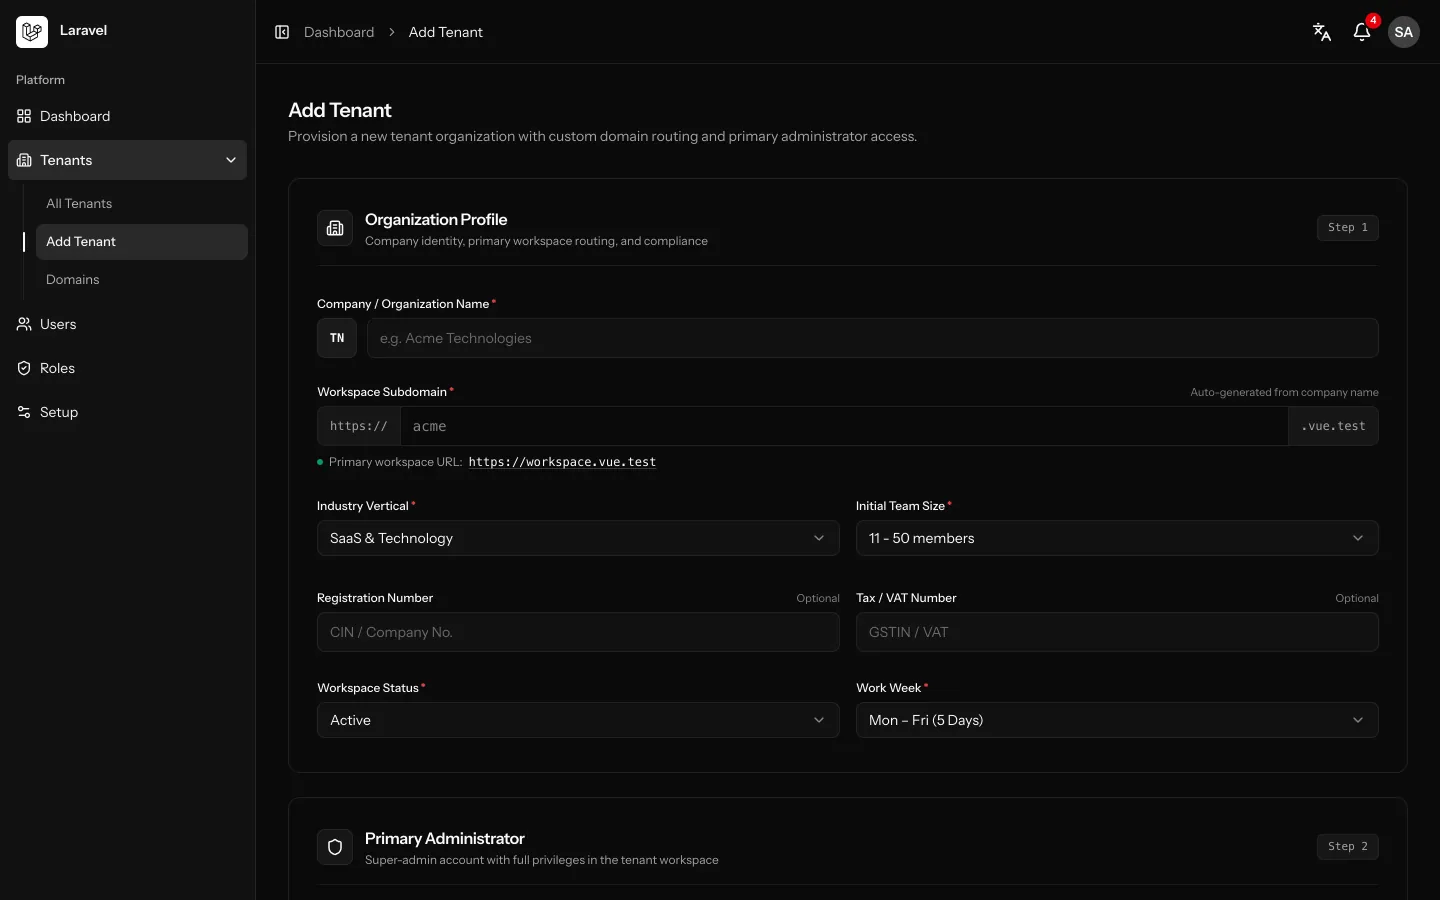 Laravel
Dashboard
Add Tenant
4
SA
Platform
Dashboard
Tenants
All Tenants
Add Tenant
Domains
Users
Roles
Setup
Add Tenant
Provision a new tenant organization with custom domain routing and primary administrator access.
Organization Profile
Company identity, primary workspace routing, and compliance
Step 1
Company / Organization Name *
TN
e.g. Acme Technologies
Workspace Subdomain *
Auto-generated from company name
https://
acme
.vue.test
Primary workspace URL: https://workspace.vue.test
Industry Vertical *
Initial Team Size *
SaaS & Technology
11 - 50 members
Registration Number
Optional
Tax / VAT Number
Optional
CIN / Company No.
GSTIN / VAT
Workspace Status *
Work Week *
Active
Mon – Fri (5 Days)
Primary Administrator
Super-admin account with full privileges in the tenant workspace
Step 2